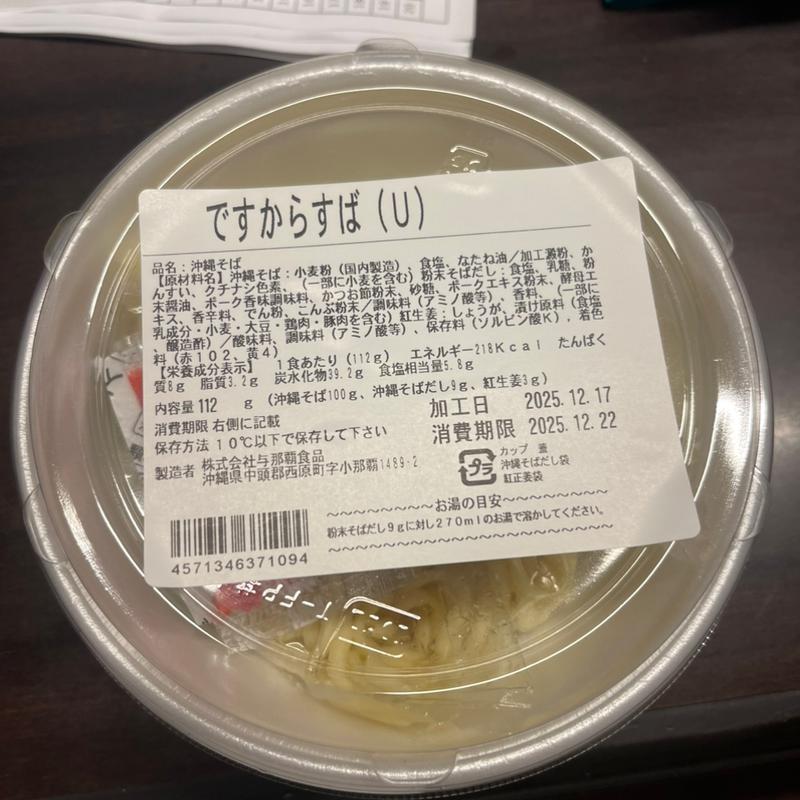 ですからすば（U）
品名：沖縄そば
【原材料名】沖縄そば：小麦粉（国内製造）　食塩、なたね油／加工澱粉、か
んすい、クチナシ色素、（一部に小麦を含む）粉末そばだし：食塩、乳糖、粉
末醤油、ポーク香味調味料、かつお節粉末、砂糖、ポークエキス粉末、酵母エ
キス、香辛料、でん粉、こんぶ粉末／調味料（アミノ酸等）、香料、（一部に
乳成分・小麦・大豆・鶏肉・豚肉を含む）紅生姜：しょうが、漬け原料（食塩
、醸造酢）／酸味料、調味料（アミノ酸等）、保存料（ソルビン酸K）、着色
料（赤１０２、黄４）
【栄養成分表示】　１食あたり（112ｇ）　エネルギー218Kcal　たんぱく
質8ｇ　脂質3.2ｇ　炭水化物39.2ｇ　食塩相当量5.8ｇ
内容量 112　ｇ（沖縄そば100ｇ、沖縄そばだし9ｇ、紅生姜3ｇ）
消費期限 右側に記載
保存方法 １０℃以下で保存して下さい
加工日　2025.12.17
消費期限　2025.12.22
製造者 株式会社与那覇食品
沖縄県中頭郡西原町字小那覇1489-2
プラ
カップ　蓋
沖縄そばだし袋
紅正姜袋
～～～～～～～お湯の目安～～～～～～～
粉末そばだし９ｇに対し２７０mlのお湯で溶かしてください。
～～～～～～～～～～～～～～～～～～
4571346371094
T-FP